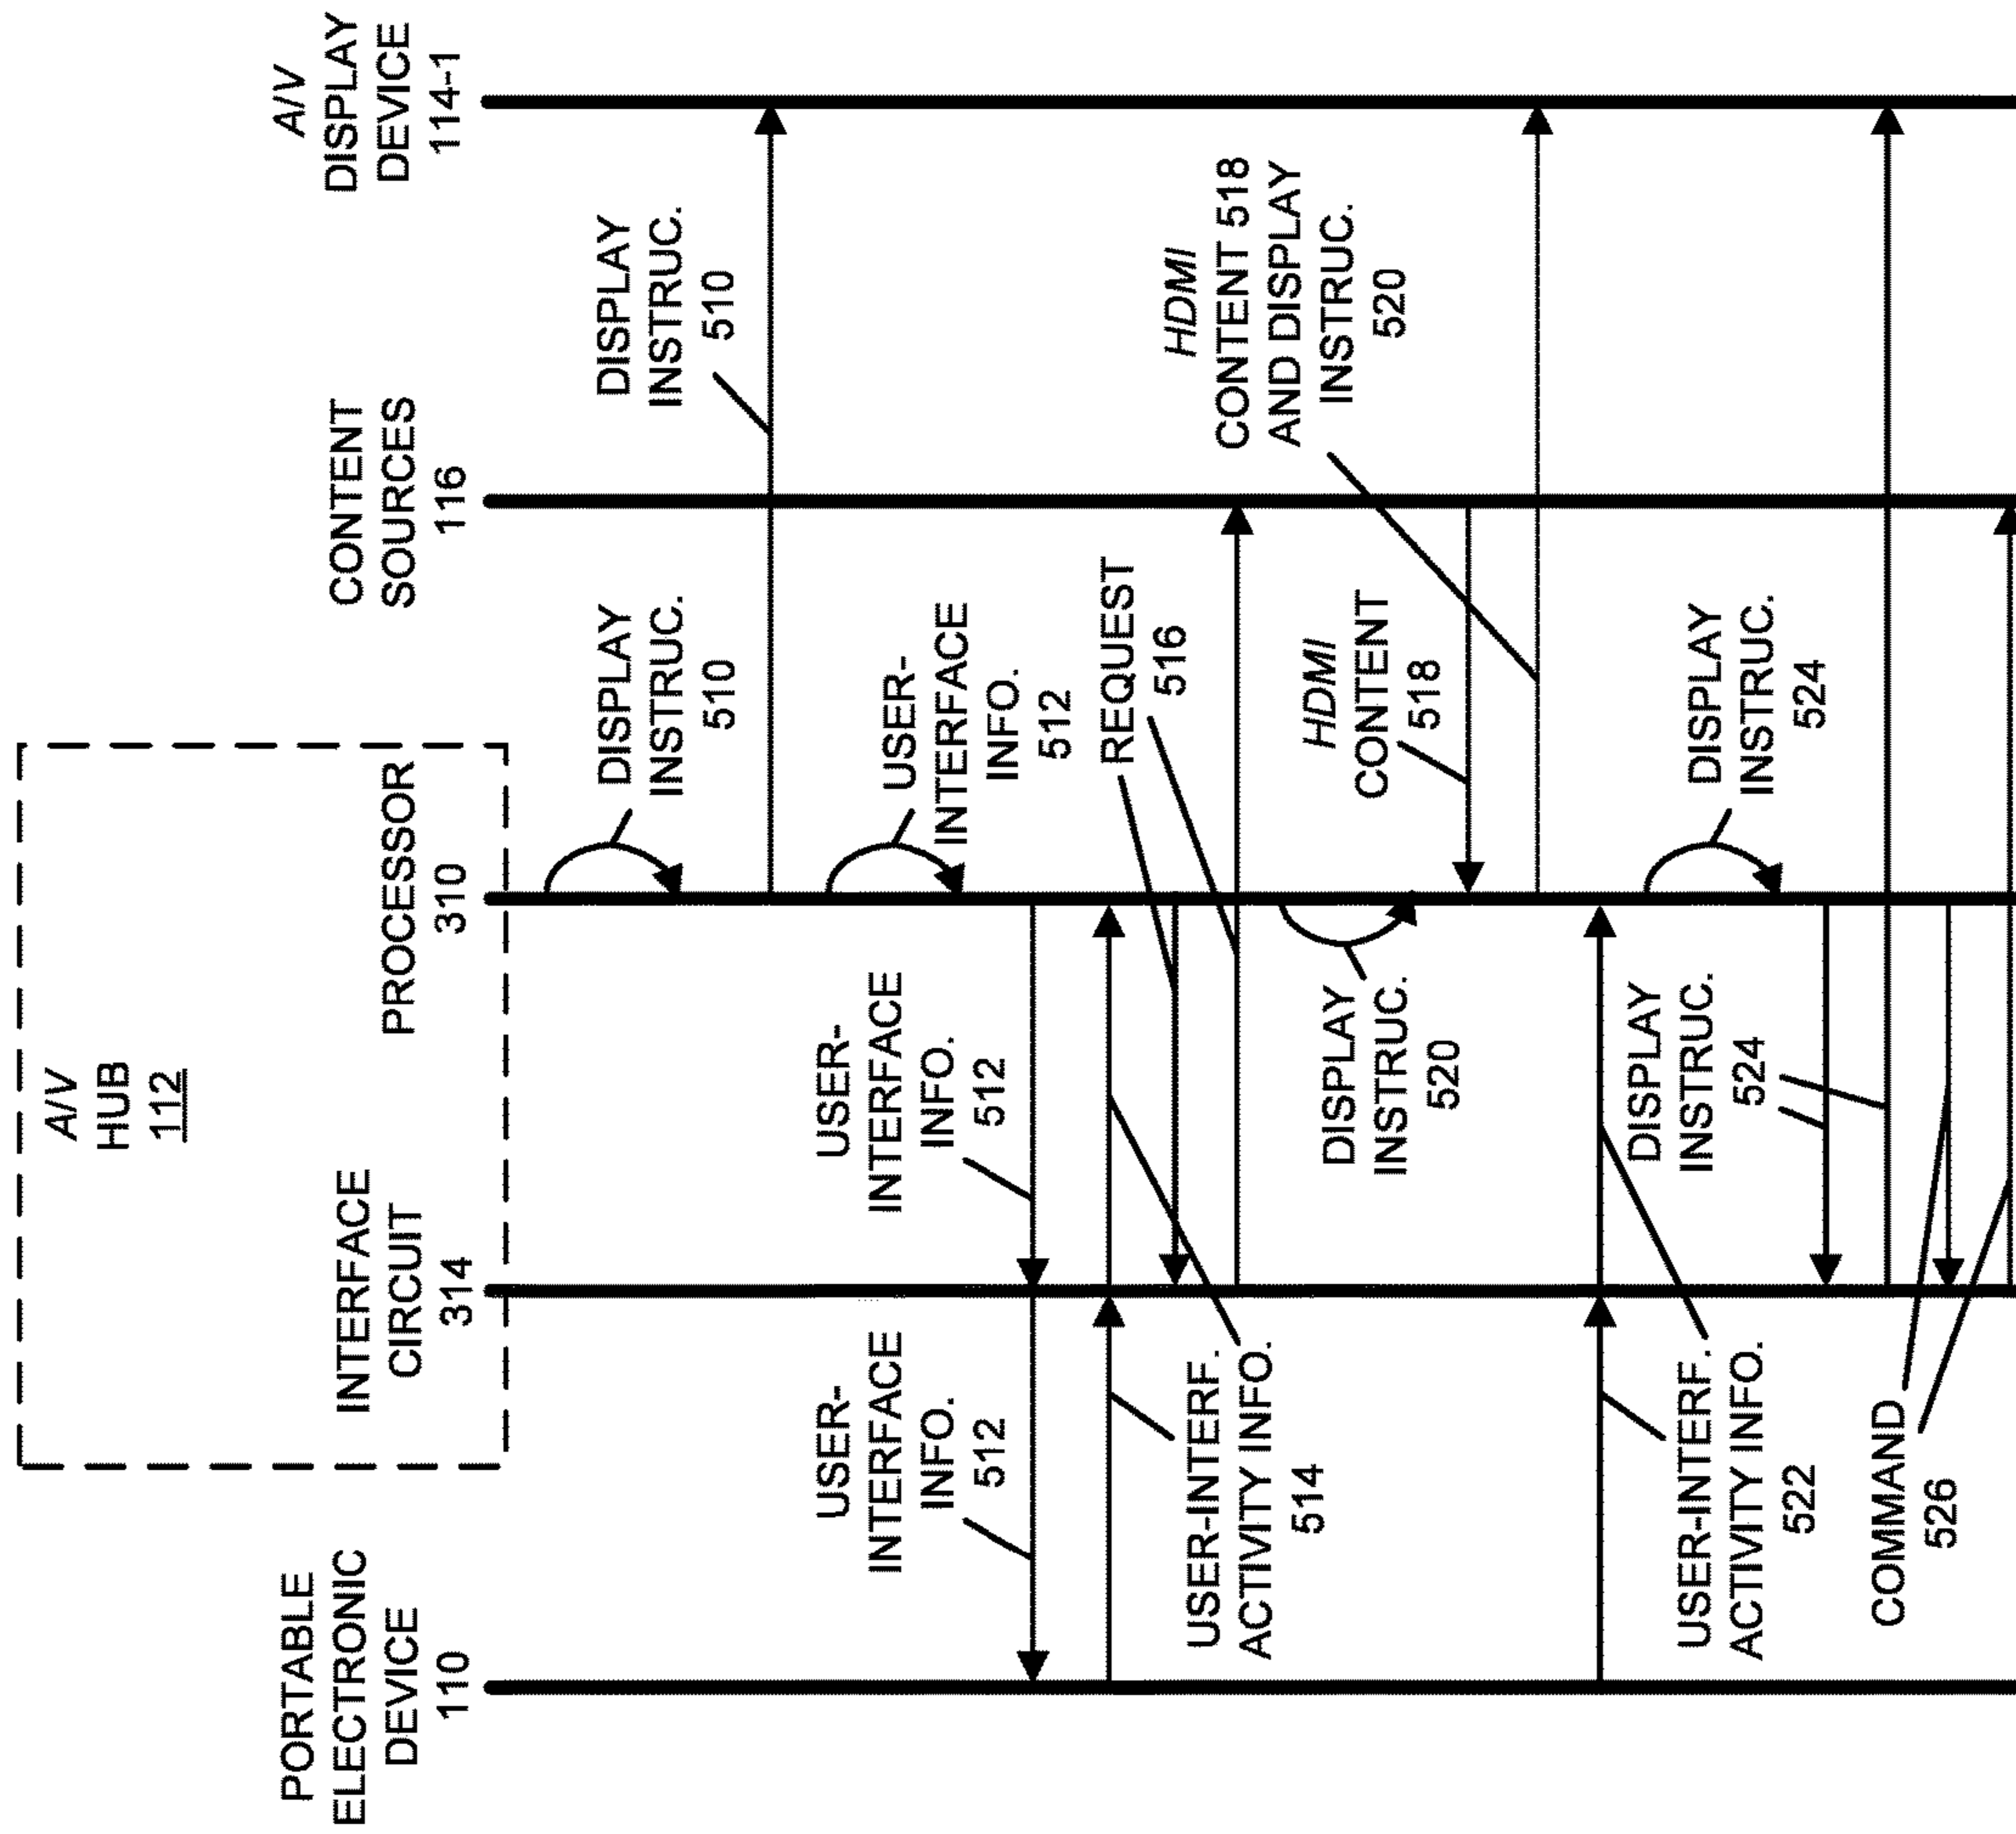 A/V
HUB
112
PORTABLE
ELECTRONIC
DEVICE
110
INTERFACE
CIRCUIT
314
PROCESSOR
310
CONTENT
SOURCES
116
A/V
DISPLAY
DEVICE
114-1
DISPLAY
INSTRUC.
510
DISPLAY
INSTRUC.
510
USER-
INTERFACE
INFO.
512
USER-
INTERFACE
INFO.
512
USER-
INTERFACE
INFO.
512
USER-INTERF.
ACTIVITY INFO.
514
REQUEST
516
DISPLAY
INSTRUC.
520
HDMI
CONTENT
518
HDMI
CONTENT 518
AND DISPLAY
INSTRUC.
520
USER-INTERF.
ACTIVITY INFO.
522
DISPLAY
INSTRUC.
524
DISPLAY
INSTRUC.
524
COMMAND
526